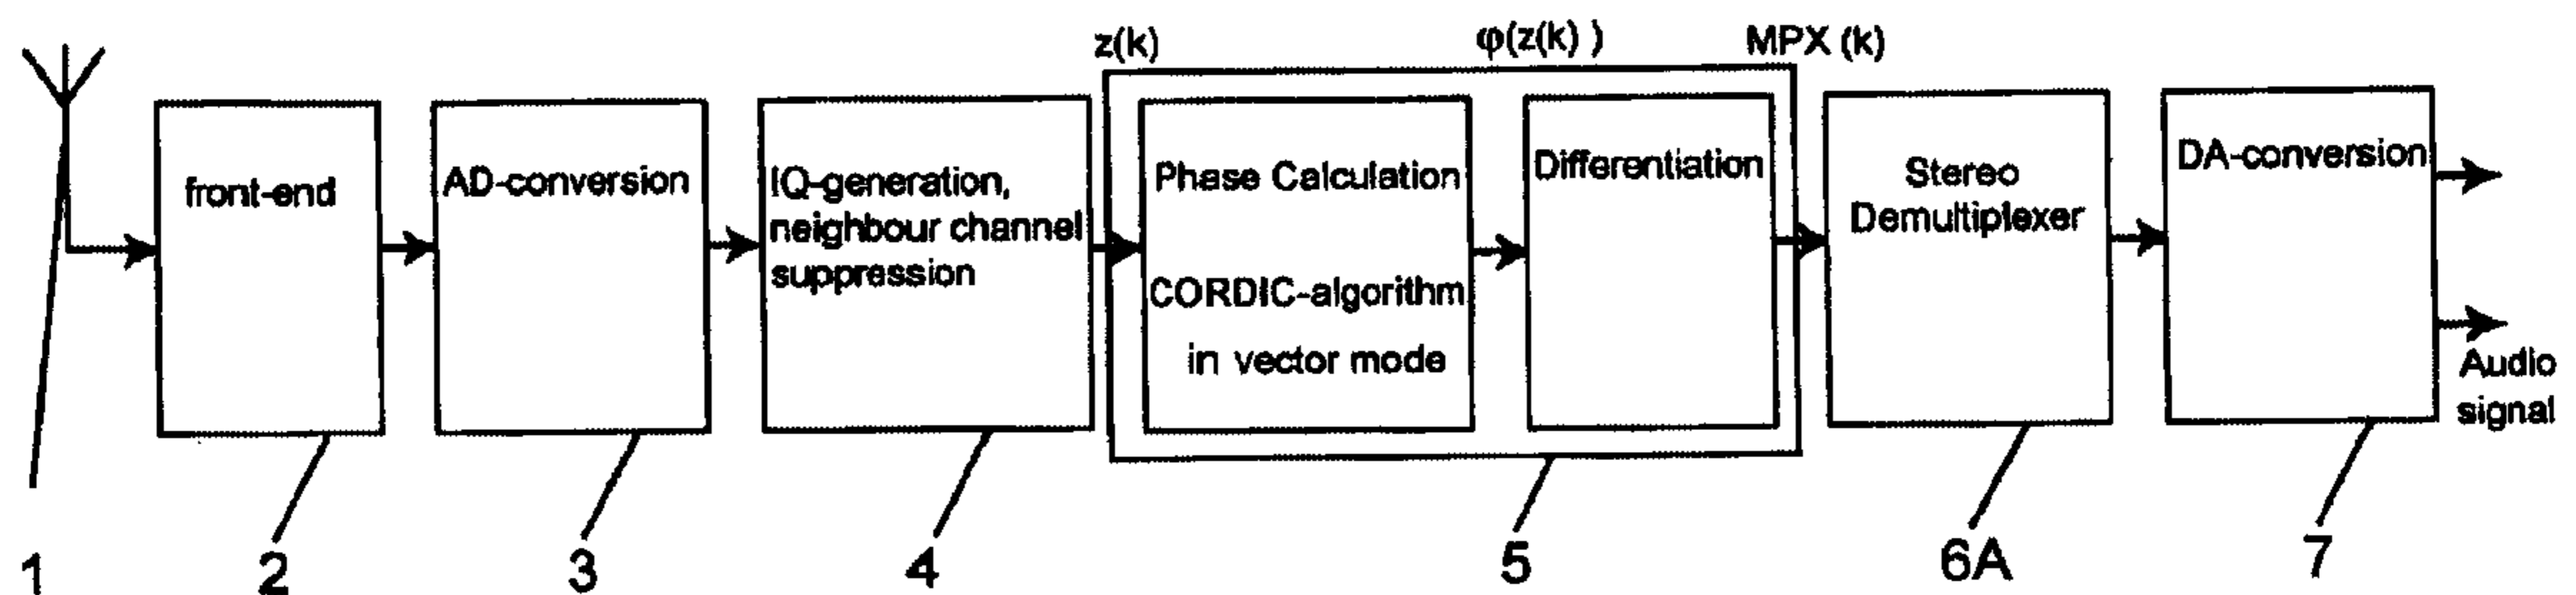 z(k)
φ(z(k) )
MPX (k)
front-end
AD-conversion
IQ-generation,
neighbour channel
suppression
Phase Calculation
CORDIC-algorithm
in vector mode
Differentiation
Stereo
Demultiplexer
DA-conversion
Audio
signal
1
2
3
4
5
6A
7